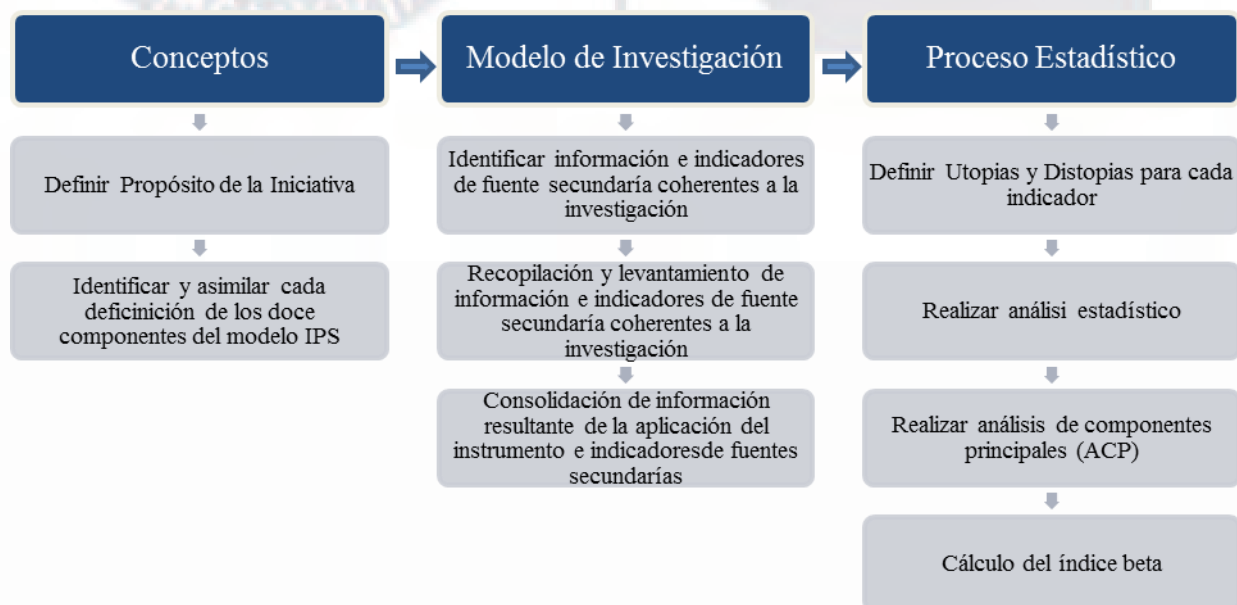 Conceptos
Definir Propósito de la Iniciativa
Identificar y asimilar cada
deficinición de los doce
componentes del modelo IPS
Modelo de Investigación
Identificar información e indicadores
de fuente secundaría coherentes a la
investigación
Recopilación y levantamiento de
información e indicadores de fuente
secundaría coherentes a la
investigación
Consolidación de información
resultante de la aplicación del
instrumento e indicadoresde fuentes
secundarías
Proceso Estadístico
Definir Utopias y Distopias para cada
indicador
Realizar análisi estadístico
Realizar análisis de componentes
principales (ACP)
Cálculo del índice beta